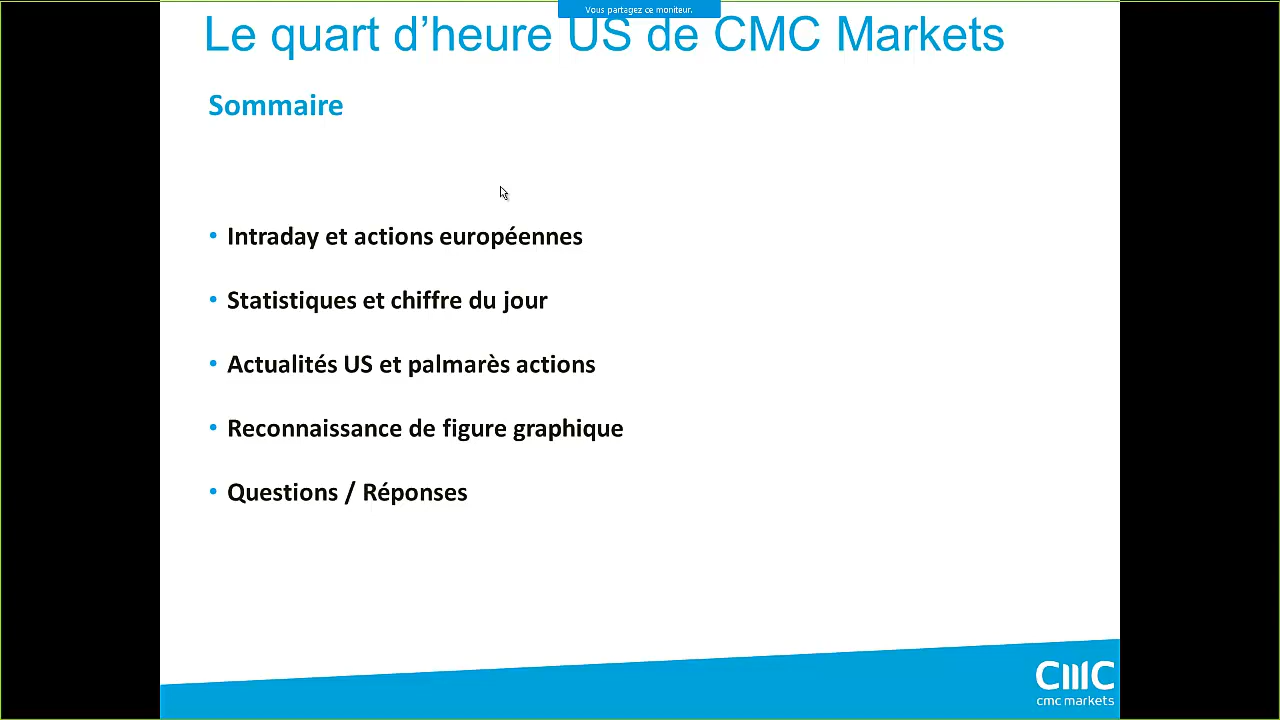 Vous partagez ce moniteur.
Le quart d’heure US de CMC Markets
Sommaire
• Intraday et actions européennes
• Statistiques et chiffre du jour
• Actualités US et palmarès actions
• Reconnaissance de figure graphique
• Questions / Réponses
CMC
cmc markets